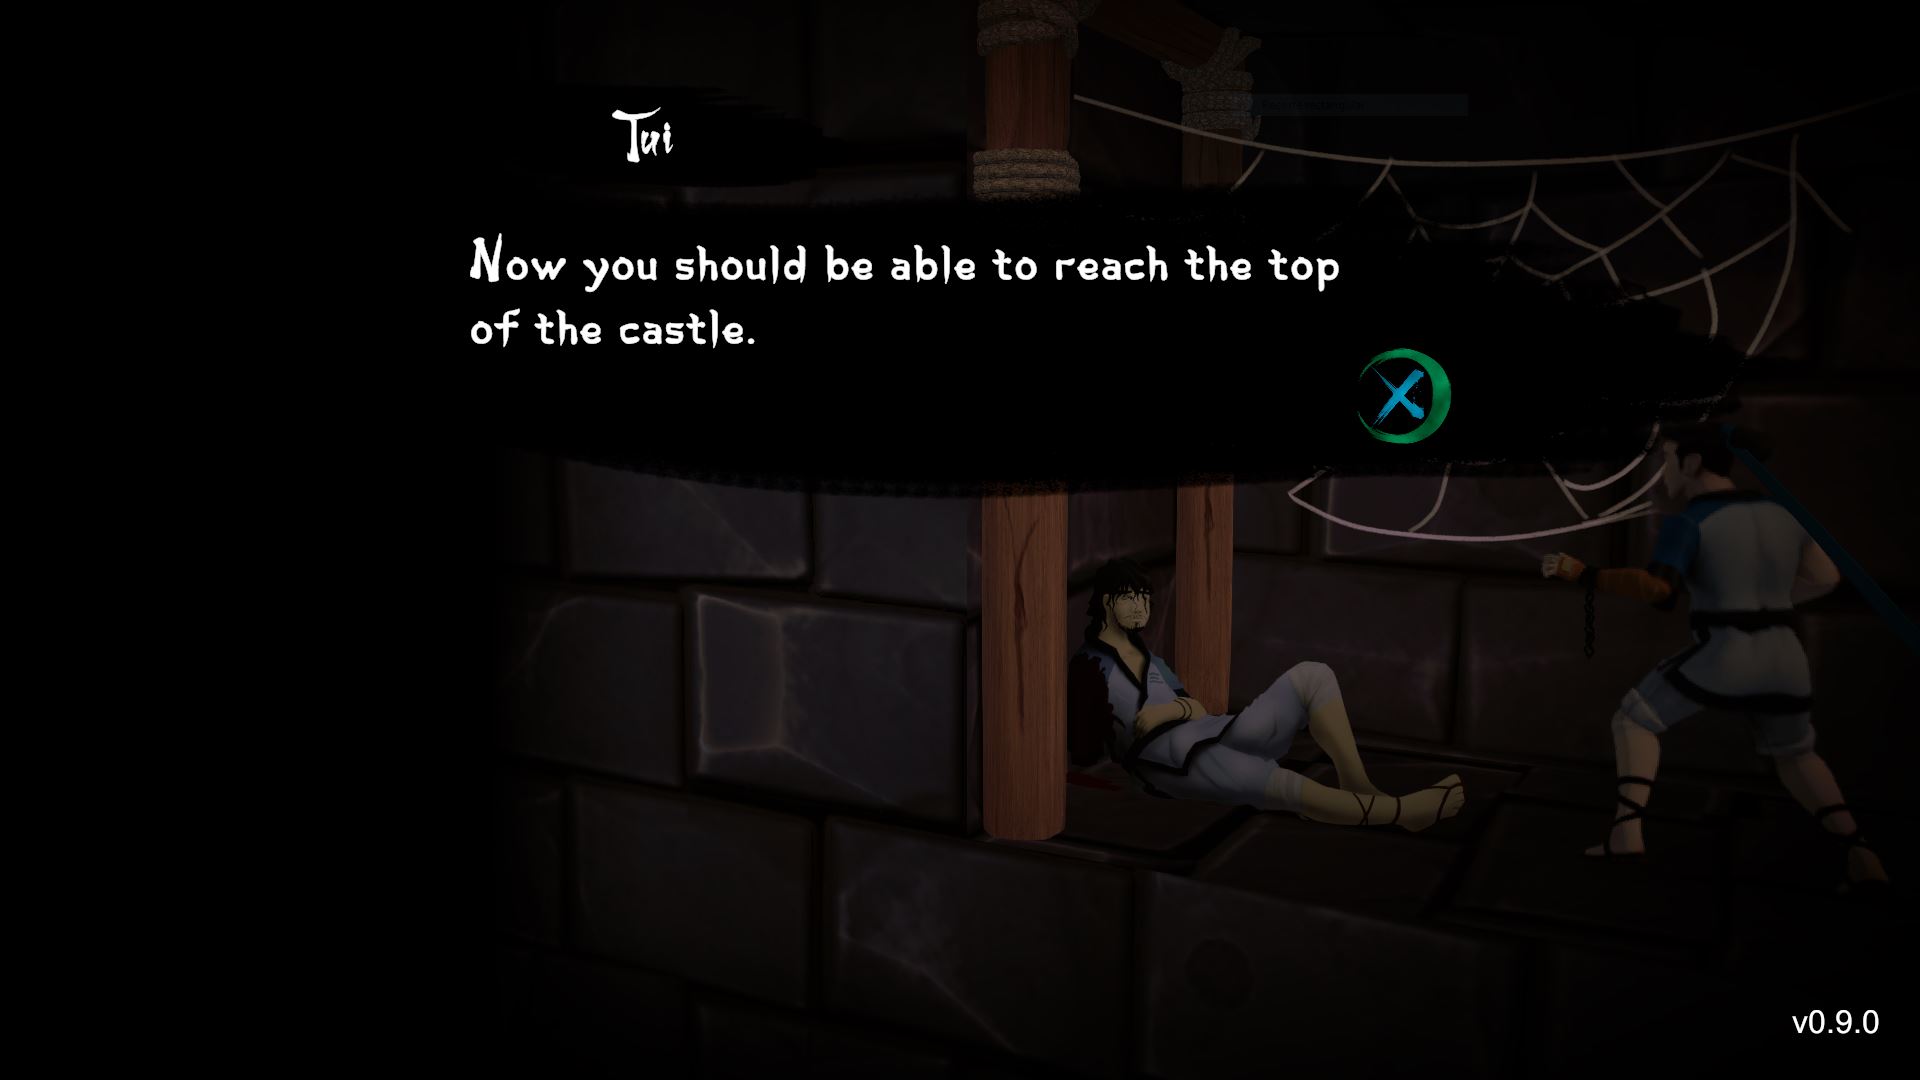 Tui
Now you should be able to reach the top
of the castle.
X
v0.9.0